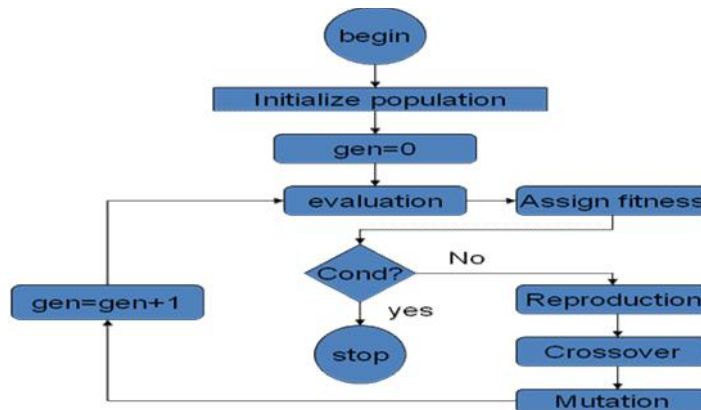 begin
Initialize population
gen=0
evaluation
Assign fitness
Cond?
No
gen=gen+1
Reproduction
yes
stop
Crossover
Mutation